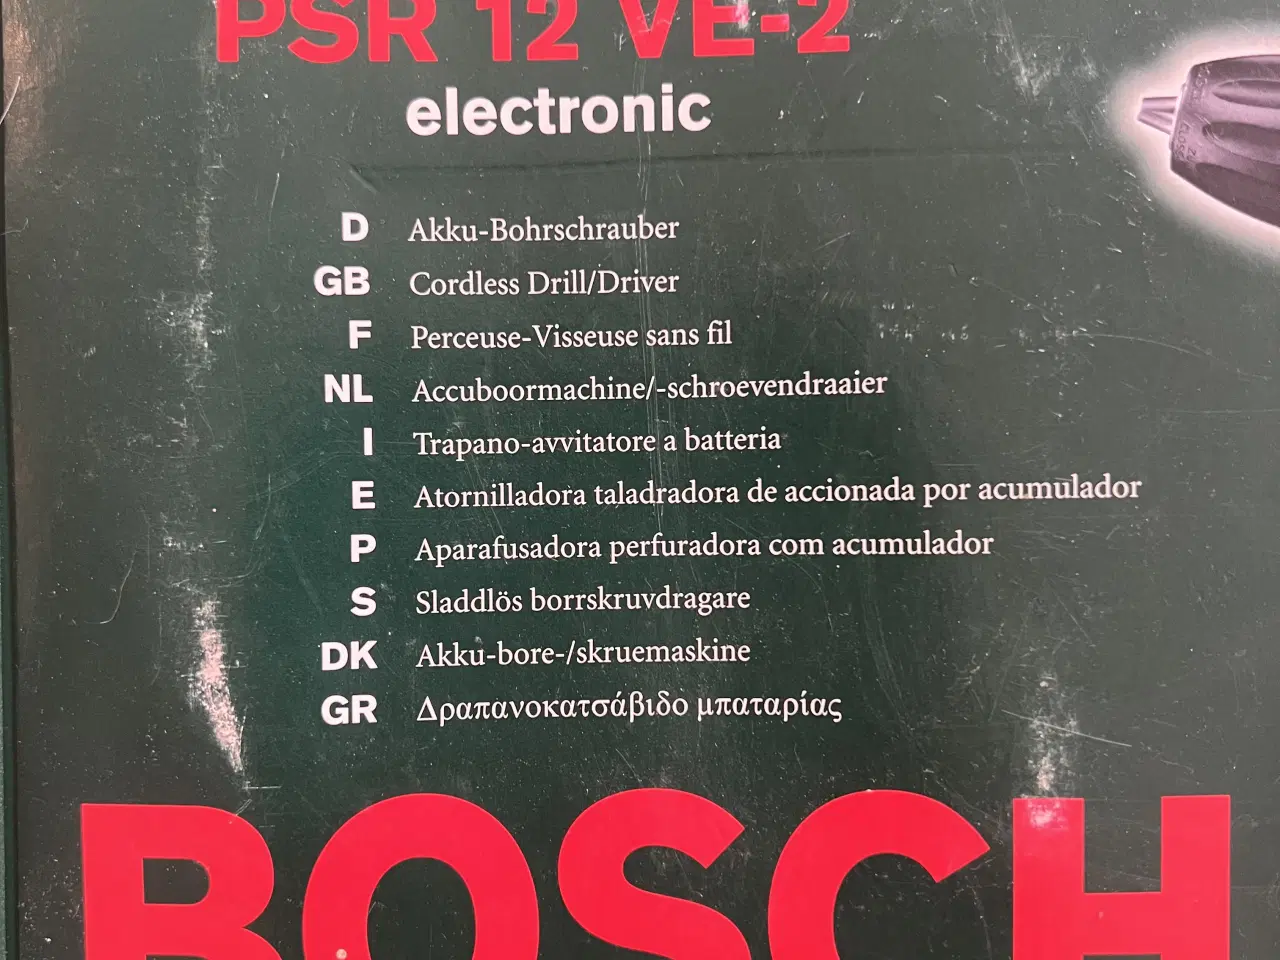 PSR 12 VE-2
electronic
D Akku-Bohrschrauber
GB Cordless Drill/Driver
F Perceuse-Visseuse sans fil
NL Accuboormachine/-schroevendraaier
I Trapano-avvitatore a batteria
E Atornilladora taladradora de accionada por acumulador
P Aparafusadora perfuradora com acumulador
S Sladdlös borrskruvdragare
DK Akku-bore-/skruemaskine
GR Δραπανοκατσάβιδο μπαταρίας
BOSCH